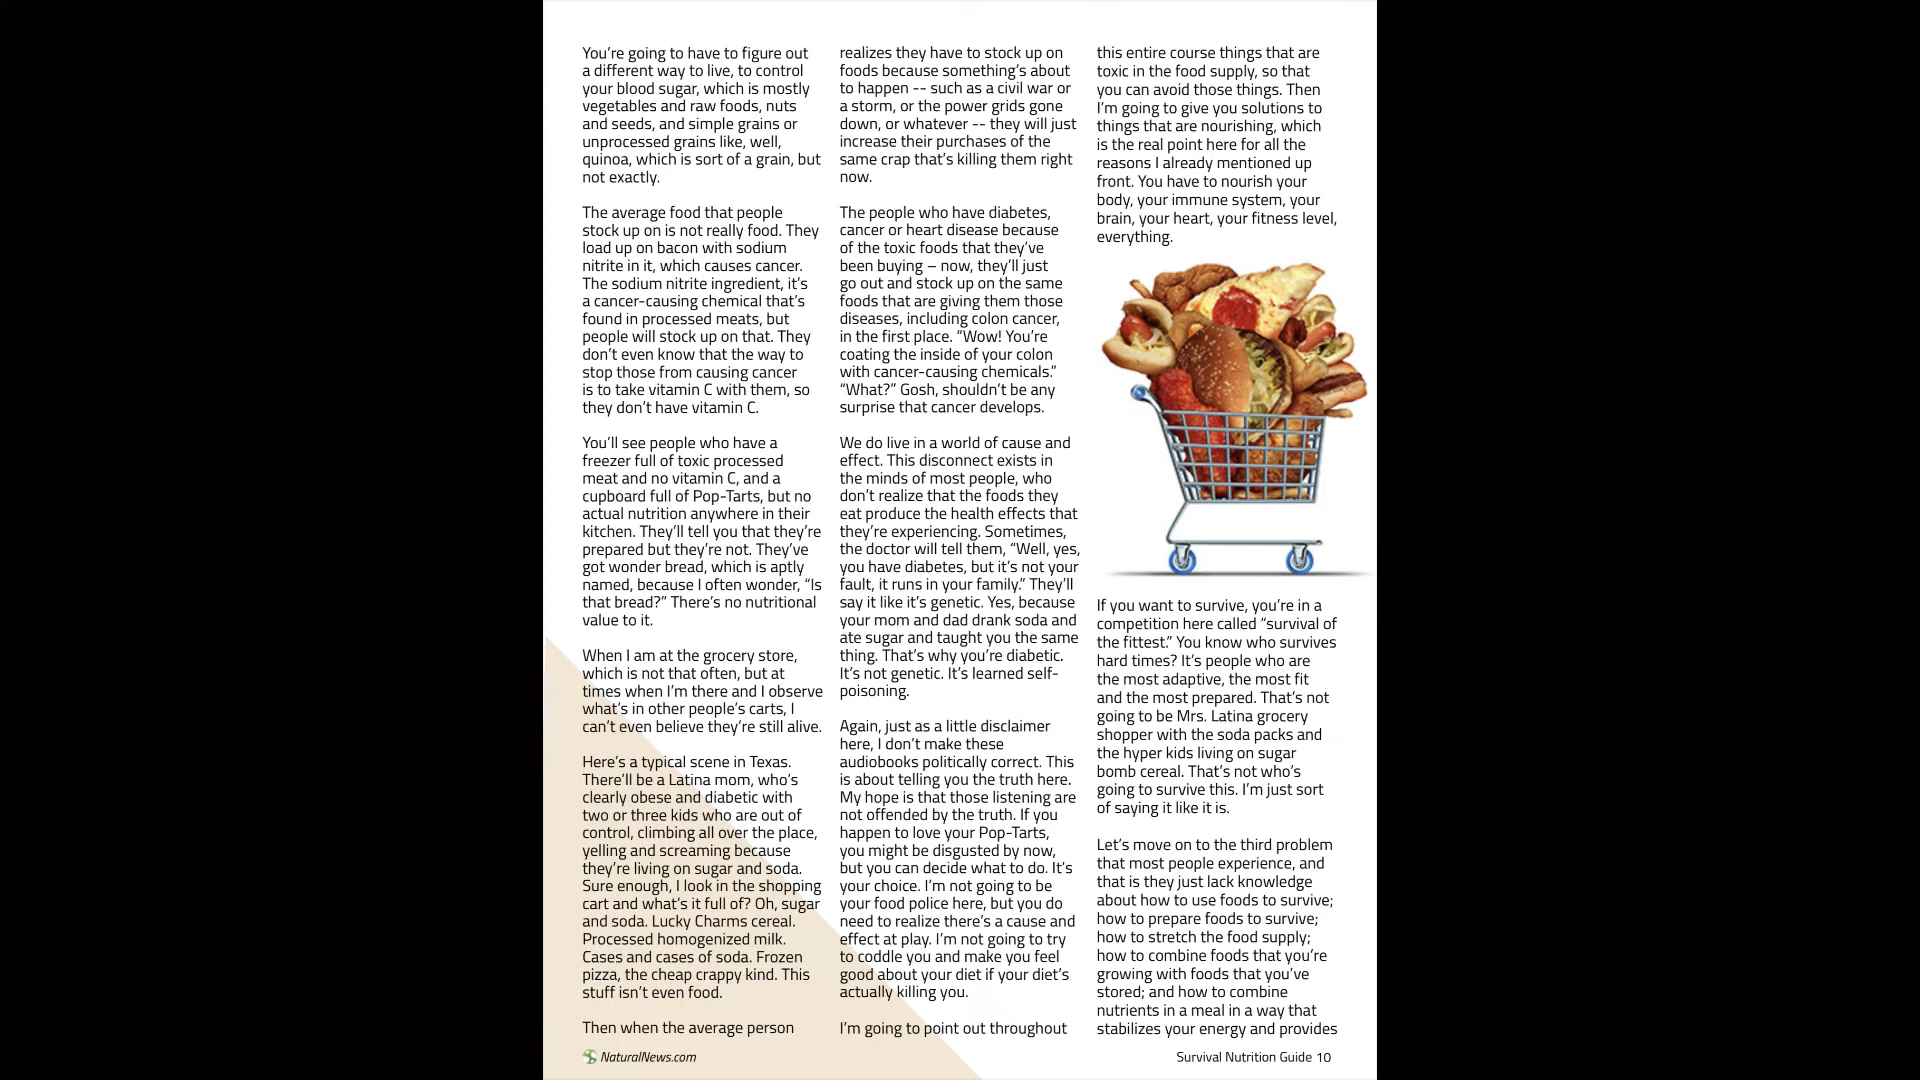 You're going to have to figure out
a different way to live, to control
your blood sugar, which is mostly
vegetables and raw foods, nuts
and seeds, and simple grains or
unprocessed grains like, well,
quinoa, which is sort of a grain, but
not exactly.
The average food that people
stock up on is not really food. They
load up on bacon with sodium
nitrite in it, which causes cancer.
The sodium nitrite ingredient, it's
a cancer-causing chemical that's
found in processed meats, but
people will stock up on that. They
don't even know that the way to
stop those from causing cancer
is to take vitamin C with them, so
they don't have vitamin C.
You'll see people who have a
freezer full of toxic processed
meat and no vitamin C, and a
cupboard full of Pop-Tarts, but no
actual nutrition anywhere in their
kitchen. They'll tell you that they're
prepared but they're not. They've
got wonder bread, which is aptly
named, because I often wonder, “Is
that bread?” There's no nutritional
value to it.
When I am at the grocery store,
which is not that often, but at
times when I'm there and I observe
what's in other people's carts, I
can't even believe they're still alive.
Here's a typical scene in Texas.
There'll be a Latina mom, who's
clearly obese and diabetic with
two or three kids who are out of
control, climbing all over the place,
yelling and screaming because
they're living on sugar and soda.
Sure enough, I look in the shopping
cart and what's it full of? Oh, sugar
and soda. Lucky Charms cereal.
Processed homogenized milk.
Cases and cases of soda. Frozen
pizza, the cheap crappy kind. This
stuff isn't even food.
Then when the average person
realizes they have to stock up on
foods because something's about
to happen -- such as a civil war or
a storm, or the power grids gone
down, or whatever -- they will just
increase their purchases of the
same crap that's killing them right
now.
The people who have diabetes,
cancer or heart disease because
of the toxic foods that they've
been buying – now, they'll just
go out and stock up on the same
foods that are giving them those
diseases, including colon cancer,
in the first place. “Wow! You're
coating the inside of your colon
with cancer-causing chemicals.”
“What?” Gosh, shouldn't be any
surprise that cancer develops.
We do live in a world of cause and
effect. This disconnect exists in
the minds of most people, who
don't realize that the foods they
eat produce the health effects that
they're experiencing. Sometimes,
the doctor will tell them, “Well, yes,
you have diabetes, but it's not your
fault, it runs in your family.” They'll
say it like it's genetic. Yes, because
your mom and dad drank soda and
ate sugar and taught you the same
thing. That's why you're diabetic.
It's not genetic. It's learned self-
poisoning.
Again, just as a little disclaimer
here, I don't make these
audiobooks politically correct. This
is about telling you the truth here.
My hope is that those listening are
not offended by the truth. If you
happen to love your Pop-Tarts,
you might be disgusted by now,
but you can decide what to do. It's
your choice. I'm not going to be
your food police here, but you do
need to realize there's a cause and
effect at play. I'm not going to try
to coddle you and make you feel
good about your diet if your diet's
actually killing you.
I'm going to point out throughout
this entire course things that are
toxic in the food supply, so that
you can avoid those things. Then
I'm going to give you solutions to
things that are nourishing, which
is the real point here for all the
reasons I already mentioned up
front. You have to nourish your
body, your immune system, your
brain, your heart, your fitness level,
everything.
If you want to survive, you're in a
competition here called “survival of
the fittest.” You know who survives
hard times? It's people who are
the most adaptive, the most fit
and the most prepared. That's not
going to be Mrs. Latina grocery
shopper with the soda packs and
the hyper kids living on sugar
bomb cereal. That's not who's
going to survive this. I'm just sort
of saying it like it is.
Let's move on to the third problem
that most people experience, and
that is they just lack knowledge
about how to use foods to survive;
how to prepare foods to survive;
how to stretch the food supply;
how to combine foods that you're
growing with foods that you've
stored; and how to combine
nutrients in a meal in a way that
stabilizes your energy and provides
NaturalNews.com
Survival Nutrition Guide 10